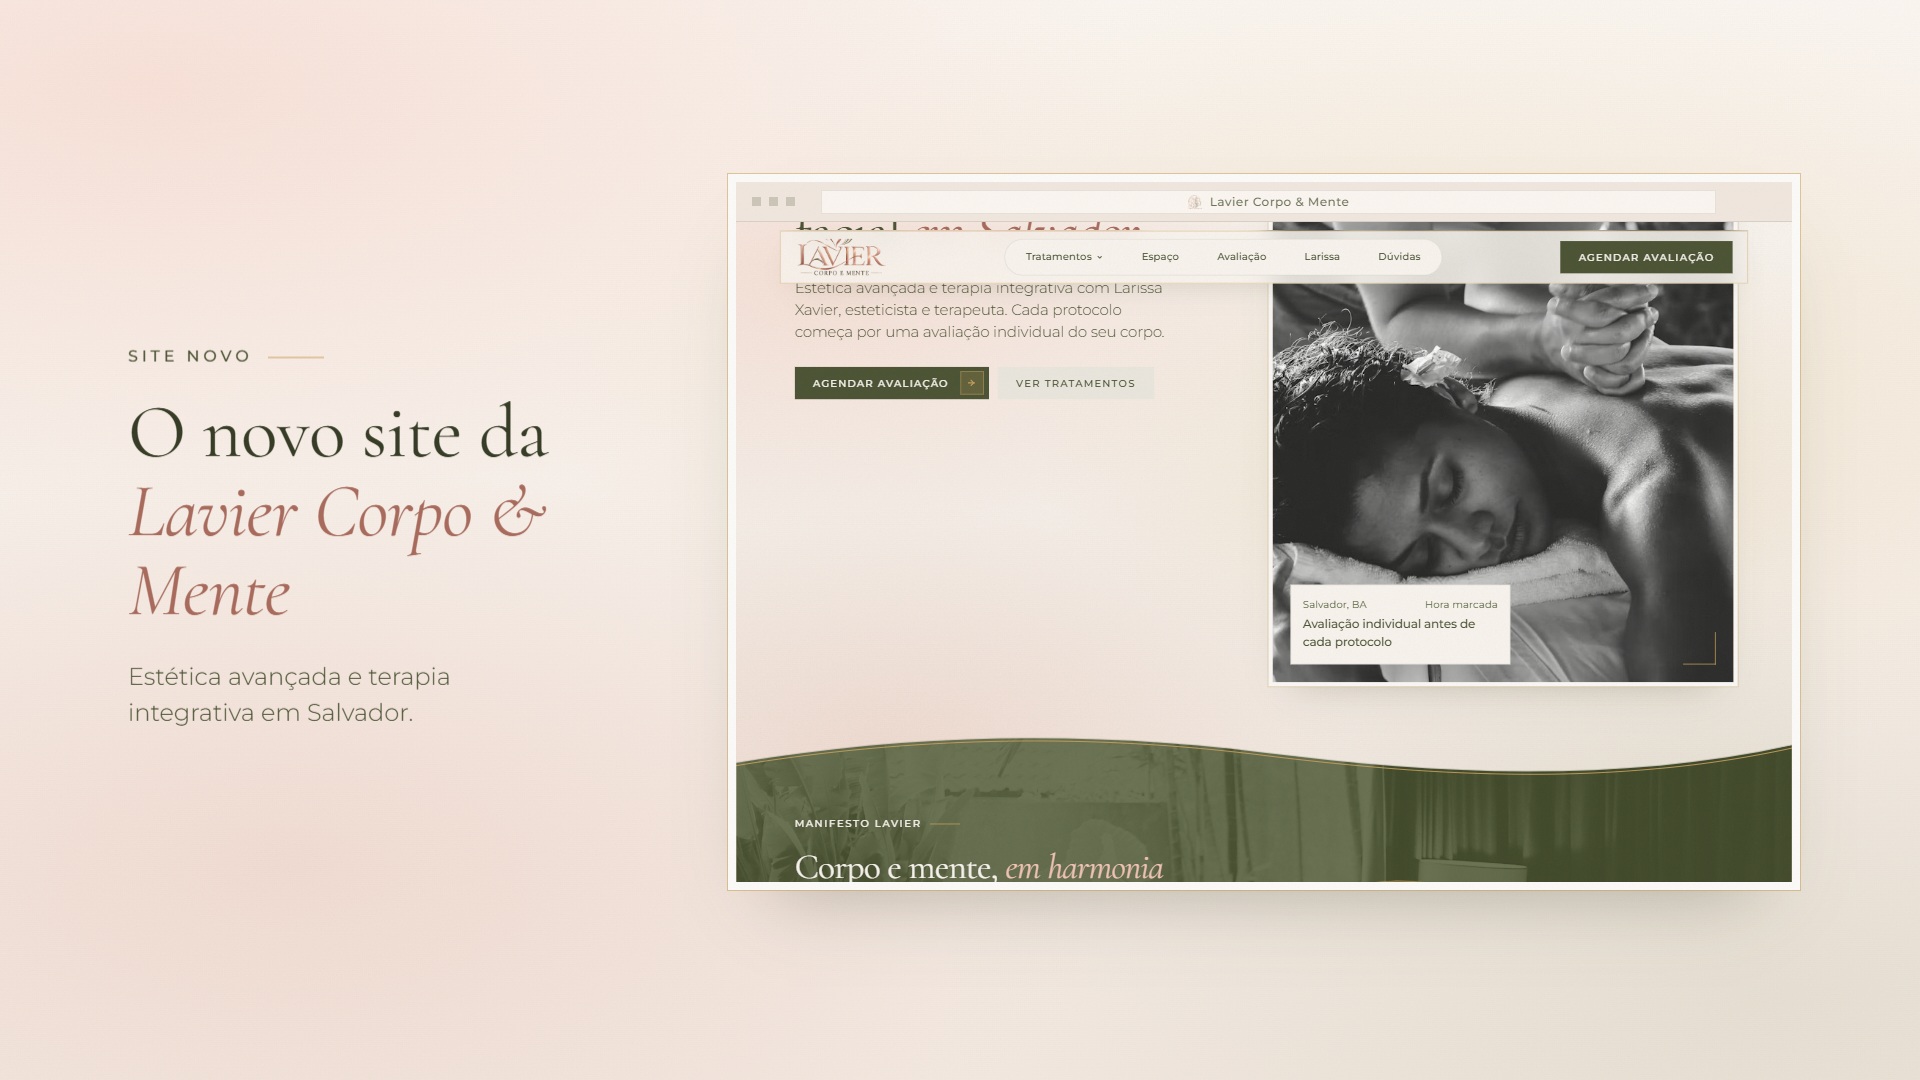 SITE NOVO
O novo site da
Lavier Corpo &
Mente
Estética avançada e terapia
integrativa em Salvador.
Lavier Corpo & Mente
em Salvador
LAVIER
CORPO E MENTE
Tratamentos
Espaço
Avaliação
Larissa
Dúvidas
AGENDAR AVALIAÇÃO
Estética avançada e terapia integrativa com Larissa
Xavier, esteticista e terapeuta. Cada protocolo
começa por uma avaliação individual do seu corpo.
AGENDAR AVALIAÇÃO
VER TRATAMENTOS
Salvador, BA
Hora marcada
Avaliação individual antes de
cada protocolo
MANIFESTO LAVIER
Corpo e mente, em harmonia